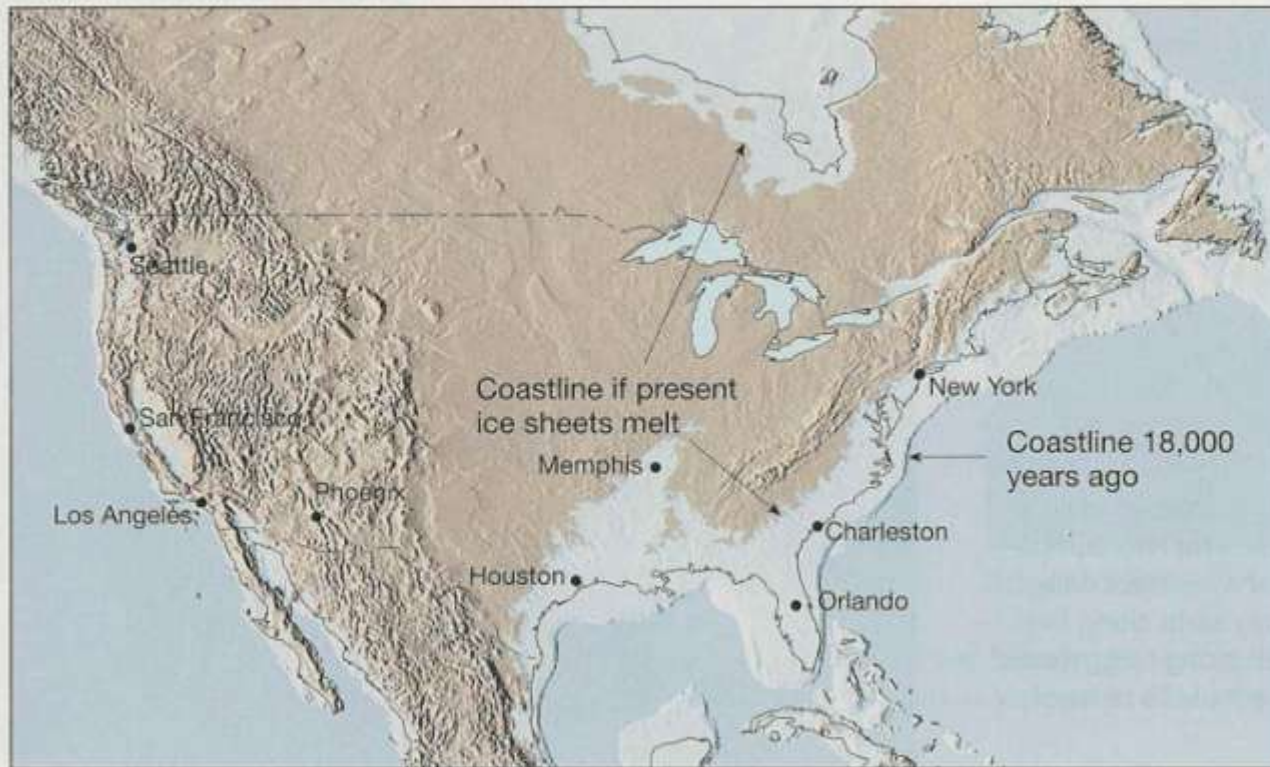 Seattle
San Francisco
Los Angeles
Phoenix
Coastline if present
ice sheets melt
Memphis
Houston
New York
Coastline 18,000
years ago
Charleston
Orlando